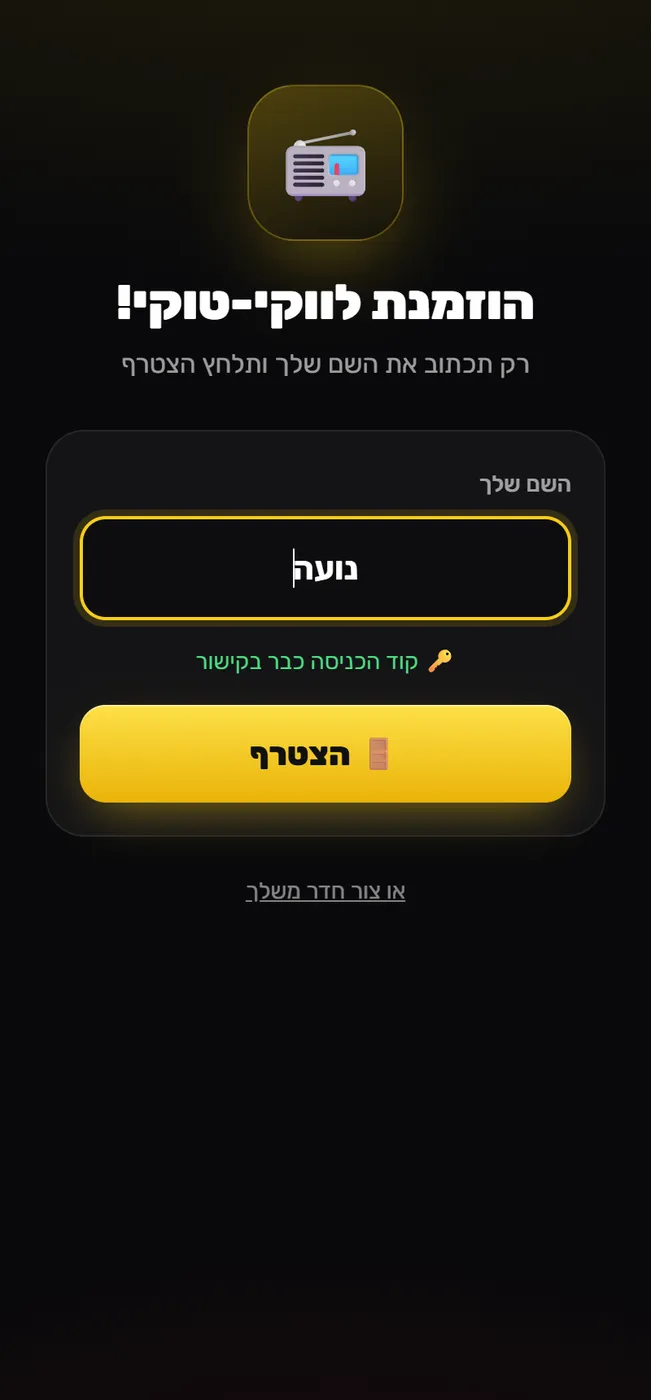 הוזמנת לווקי-טוקי!
רק תכתוב את השם שלך ותלחץ הצטרף
השם שלך
נועה
🔑 קוד הכניסה כבר בקישור
🚪 הצטרף
או צור חדר משלך